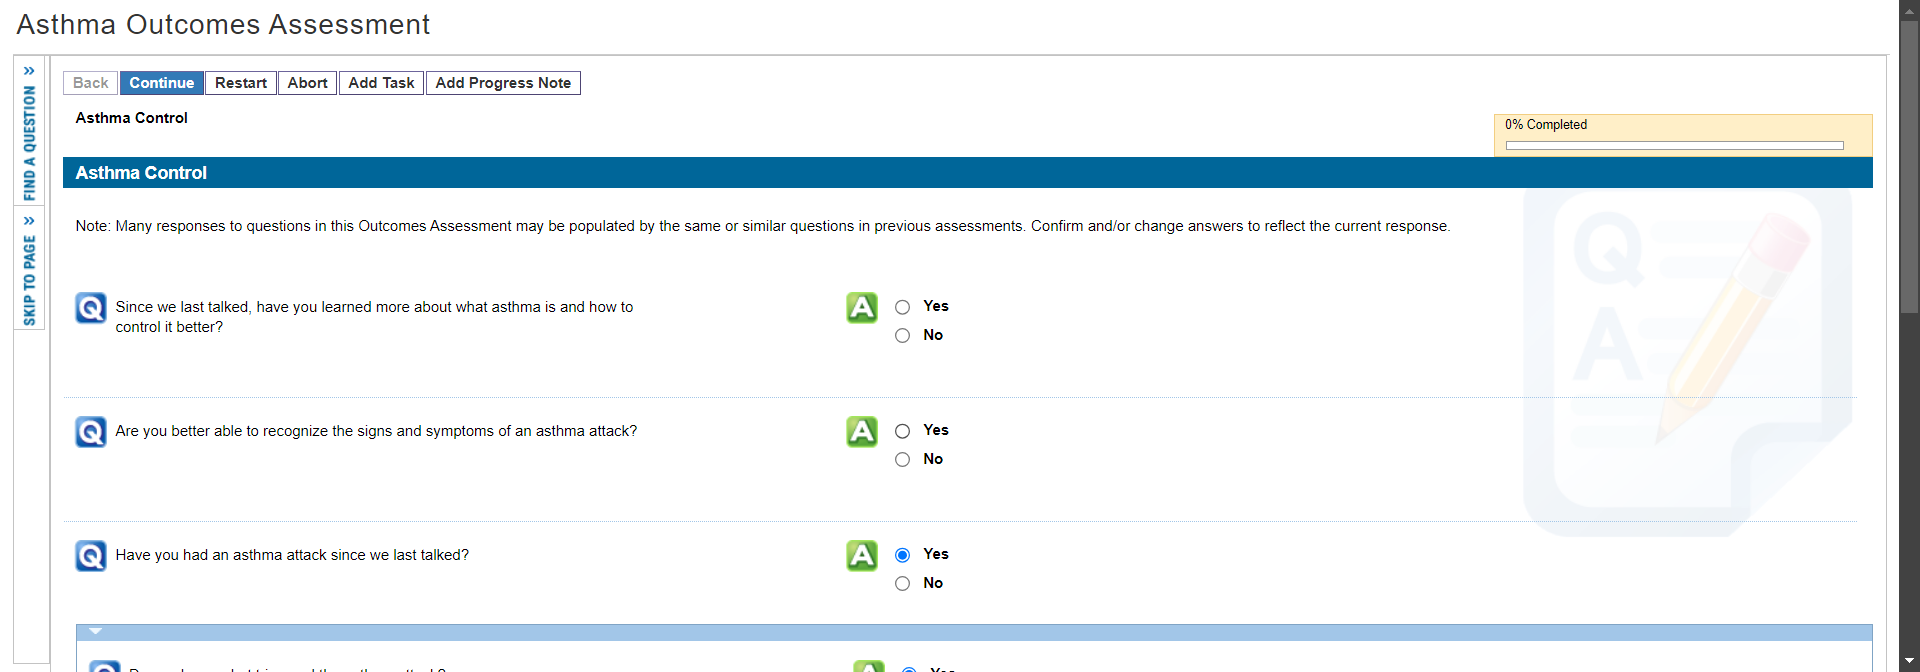 Asthma Outcomes Assessment
FIND A QUESTION
SKIP TO PAGE
Back Continue Restart Abort Add Task Add Progress Note
Asthma Control
0% Completed
Asthma Control
Note: Many responses to questions in this Outcomes Assessment may be populated by the same or similar questions in previous assessments. Confirm and/or change answers to reflect the current response.
Q Since we last talked, have you learned more about what asthma is and how to
control it better?
A Yes
No
Q Are you better able to recognize the signs and symptoms of an asthma attack?
A Yes
No
Q Have you had an asthma attack since we last talked?
A Yes
No
Q
A